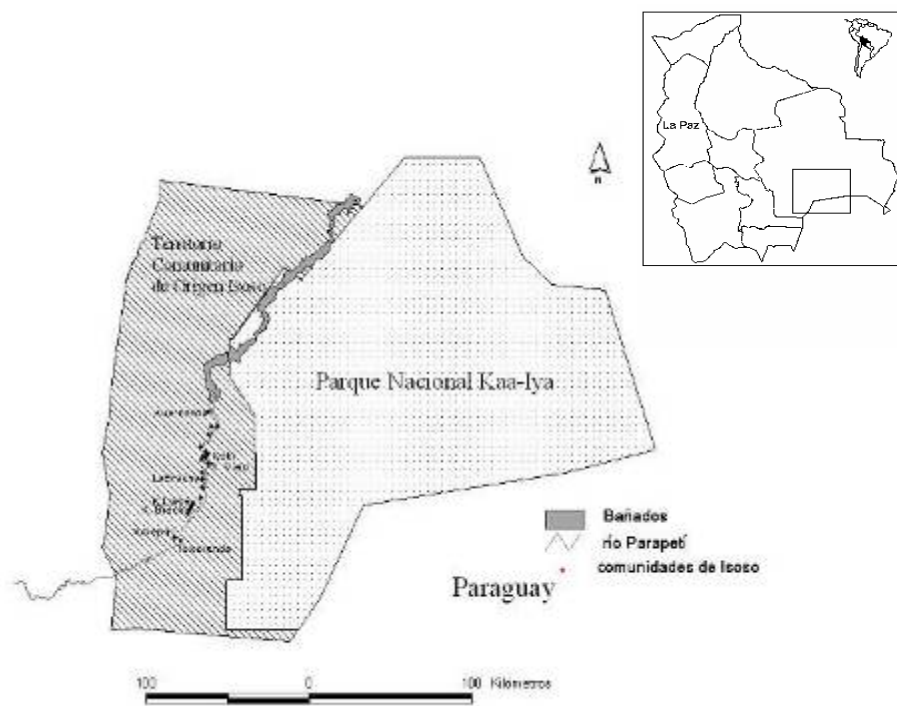 La Paz
N
Territorio
Comunitario
de Origen Isoso
Parque Nacional Kaa-Iya
Bañados
río Parapetí
comunidades de Isoso
Paraguay
100 0 100 Kilómetros